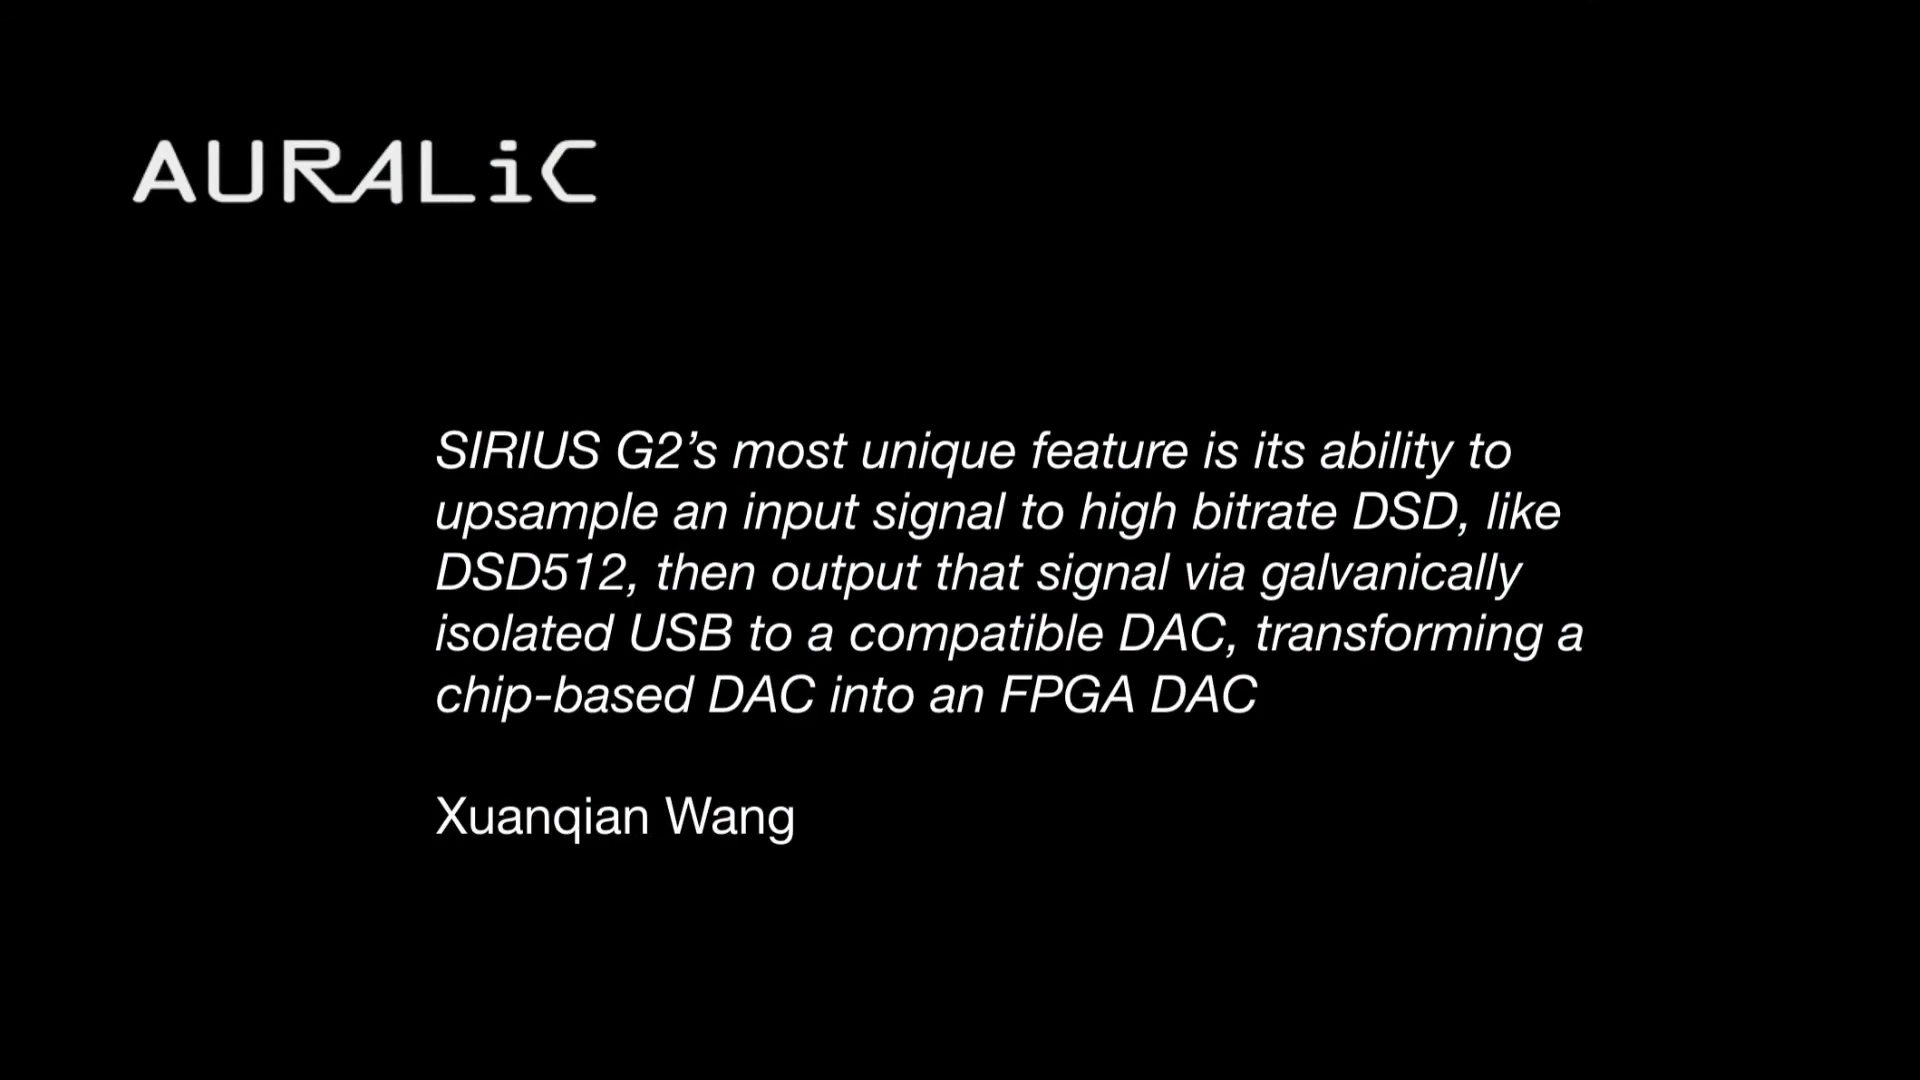 AURALiC
SIRIUS G2’s most unique feature is its ability to
upsample an input signal to high bitrate DSD, like
DSD512, then output that signal via galvanically
isolated USB to a compatible DAC, transforming a
chip-based DAC into an FPGA DAC
Xuanqian Wang